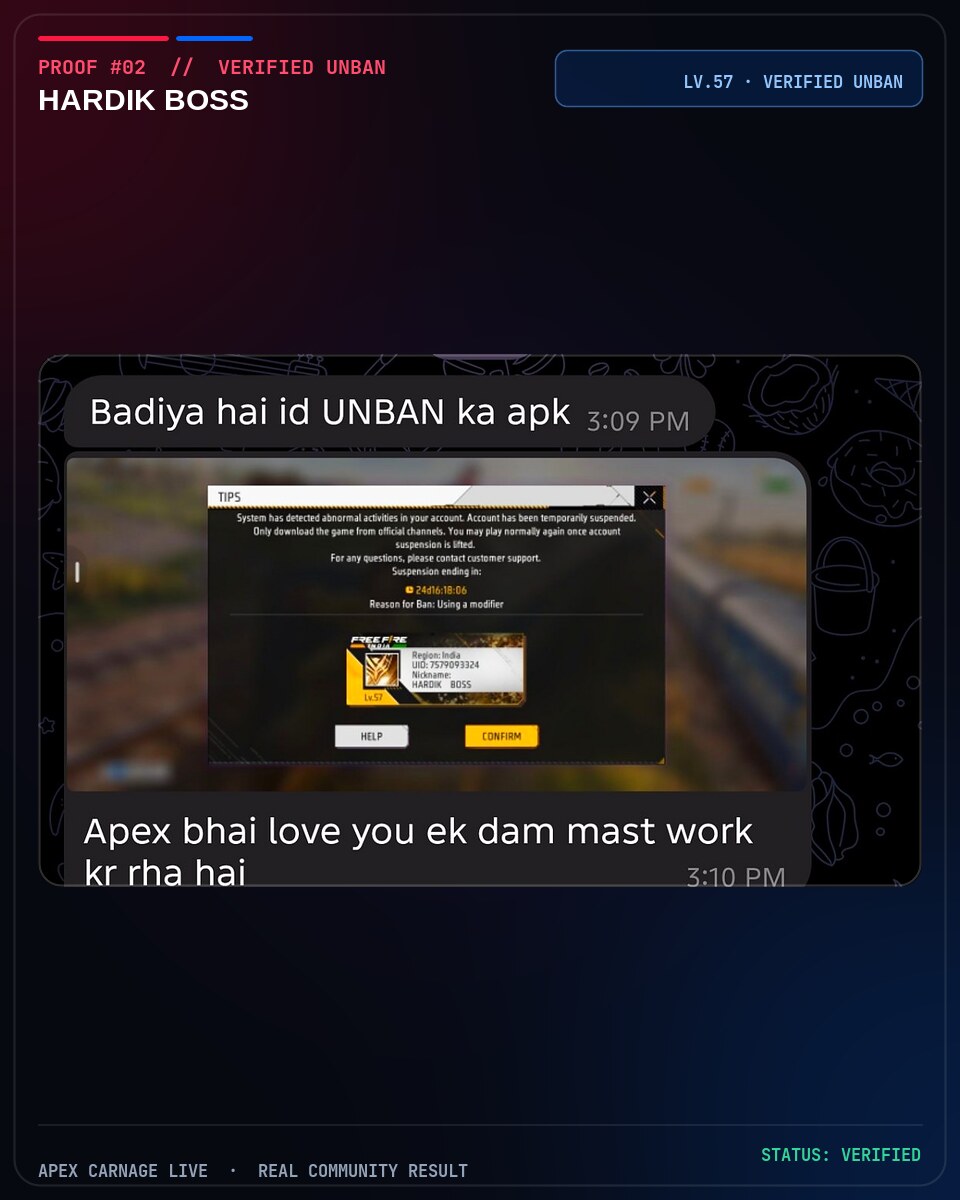 PROOF #02 // VERIFIED UNBAN
HARDIK BOSS
LV.57 · VERIFIED UNBAN
Badiya hai id UNBAN ka apk 3:09 PM
TIPS
System has detected abnormal activities in your account. Account has been temporarily suspended.
Only download the game from official channels. You may play normally again once account
suspension is lifted.
For any questions, please contact customer support.
Suspension ending in:
24d16:18:06
Reason for Ban: Using a modifier
FREE FIRE
INDIA
Region: India
UID: 7579093324
Nickname:
HARDIK BOSS
Lv.57
HELP
CONFIRM
Apex bhai love you ek dam mast work
kr rha hai 3:10 PM
STATUS: VERIFIED
APEX CARNAGE LIVE · REAL COMMUNITY RESULT